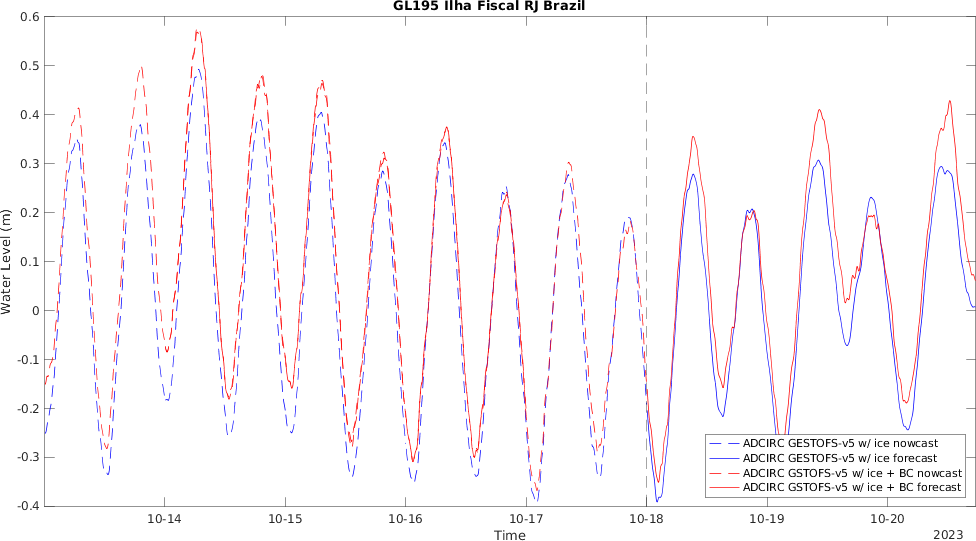 GL195 Ilha Fiscal RJ Brazil
0.6
0.5
0.4
0.3
0.2
0.1
0
-0.1
-0.2
-0.3
-0.4
Water Level (m)
ADCIRC GESTOFS-v5 w/ ice nowcast
ADCIRC GESTOFS-v5 w/ ice forecast
ADCIRC GSTOFS-v5 w/ ice + BC nowcast
ADCIRC GSTOFS-v5 w/ ice + BC forecast
10-14 10-15 10-16 10-17 10-18 10-19 10-20
Time
2023